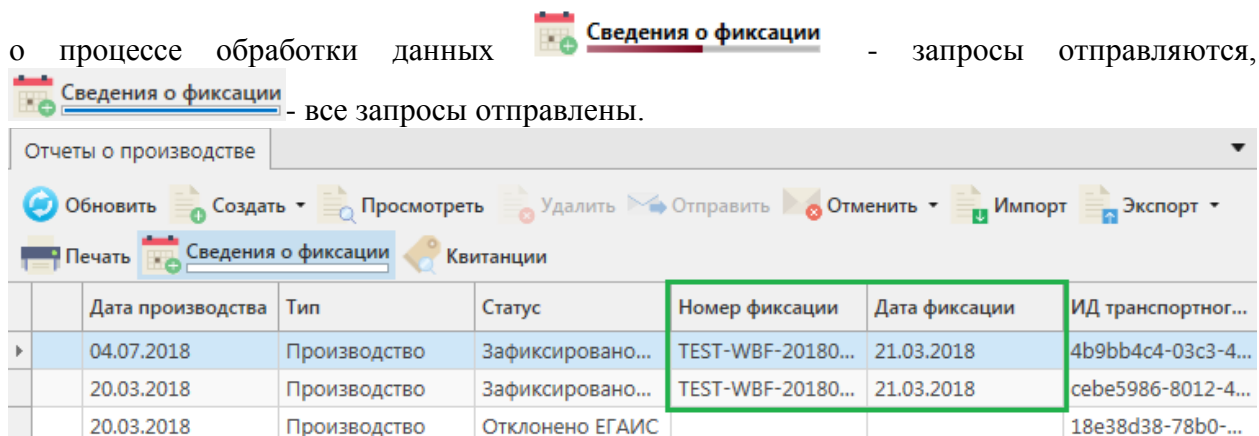 о процессе обработки данных Сведения о фиксации - запросы отправляются,
Сведения о фиксации - все запросы отправлены.
Отчеты о производстве
Обновить Создать Просмотреть Удалить Отправить Отменить Импорт Экспорт
Печать Сведения о фиксации Квитанции
Дата производства Тип Статус Номер фиксации Дата фиксации ИД транспортног...
04.07.2018 Производство Зафиксировано... TEST-WBF-20180... 21.03.2018 4b9bb4c4-03c3-4...
20.03.2018 Производство Зафиксировано... TEST-WBF-20180... 21.03.2018 cebe5986-8012-4...
20.03.2018 Производство Отклонено ЕГАИС 18e38d38-78b0-...